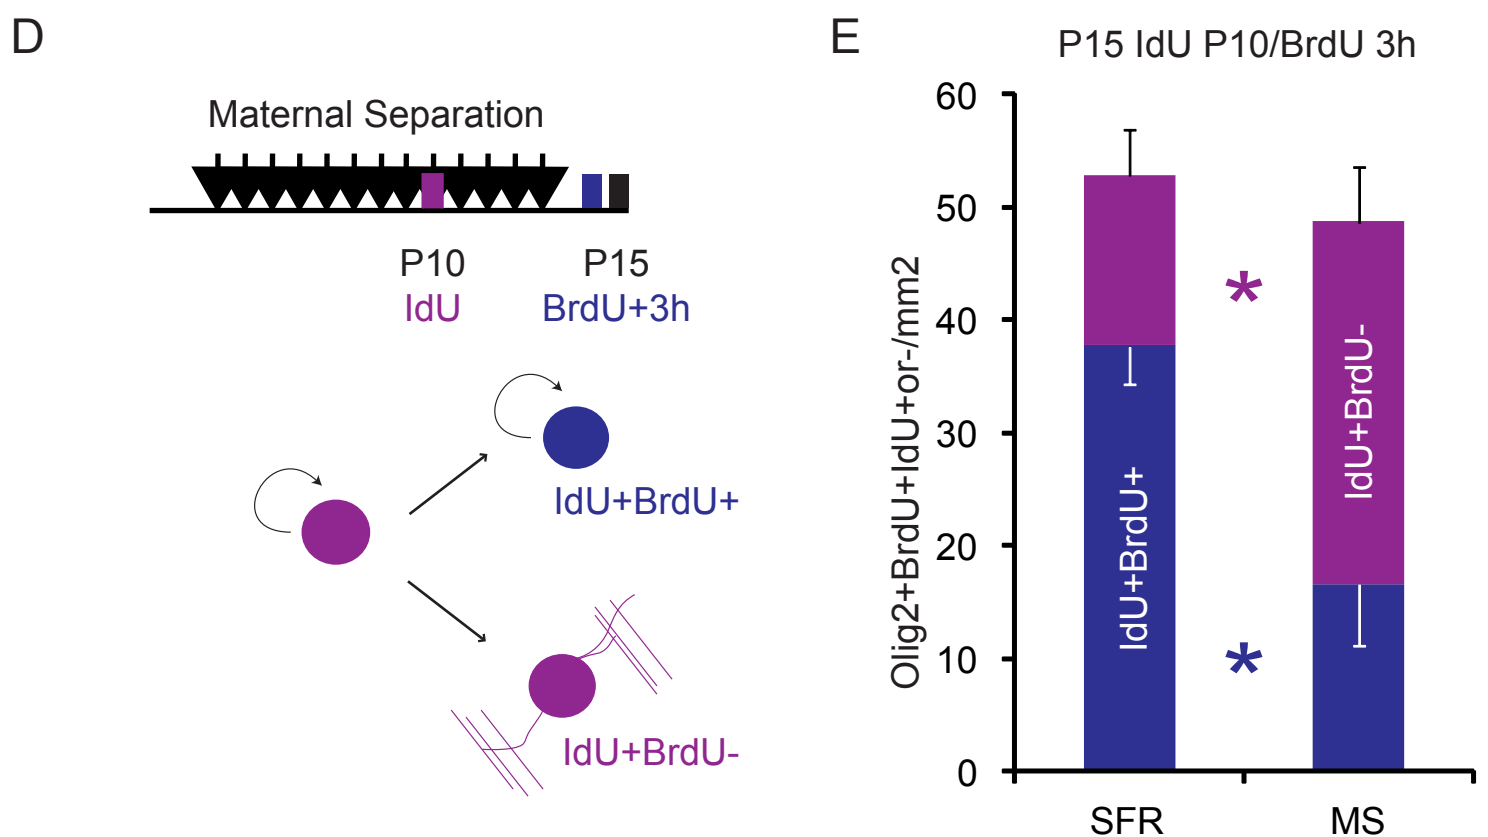 D
Maternal Separation
P10
IdU
P15
BrdU+3h
IdU+BrdU+
IdU+BrdU-
E
P15 IdU P10/BrdU 3h
Olig2+BrdU+IdU+or-/mm2
60
50
40
30
20
10
0
IdU+BrdU+
IdU+BrdU-
*
*
SFR
MS